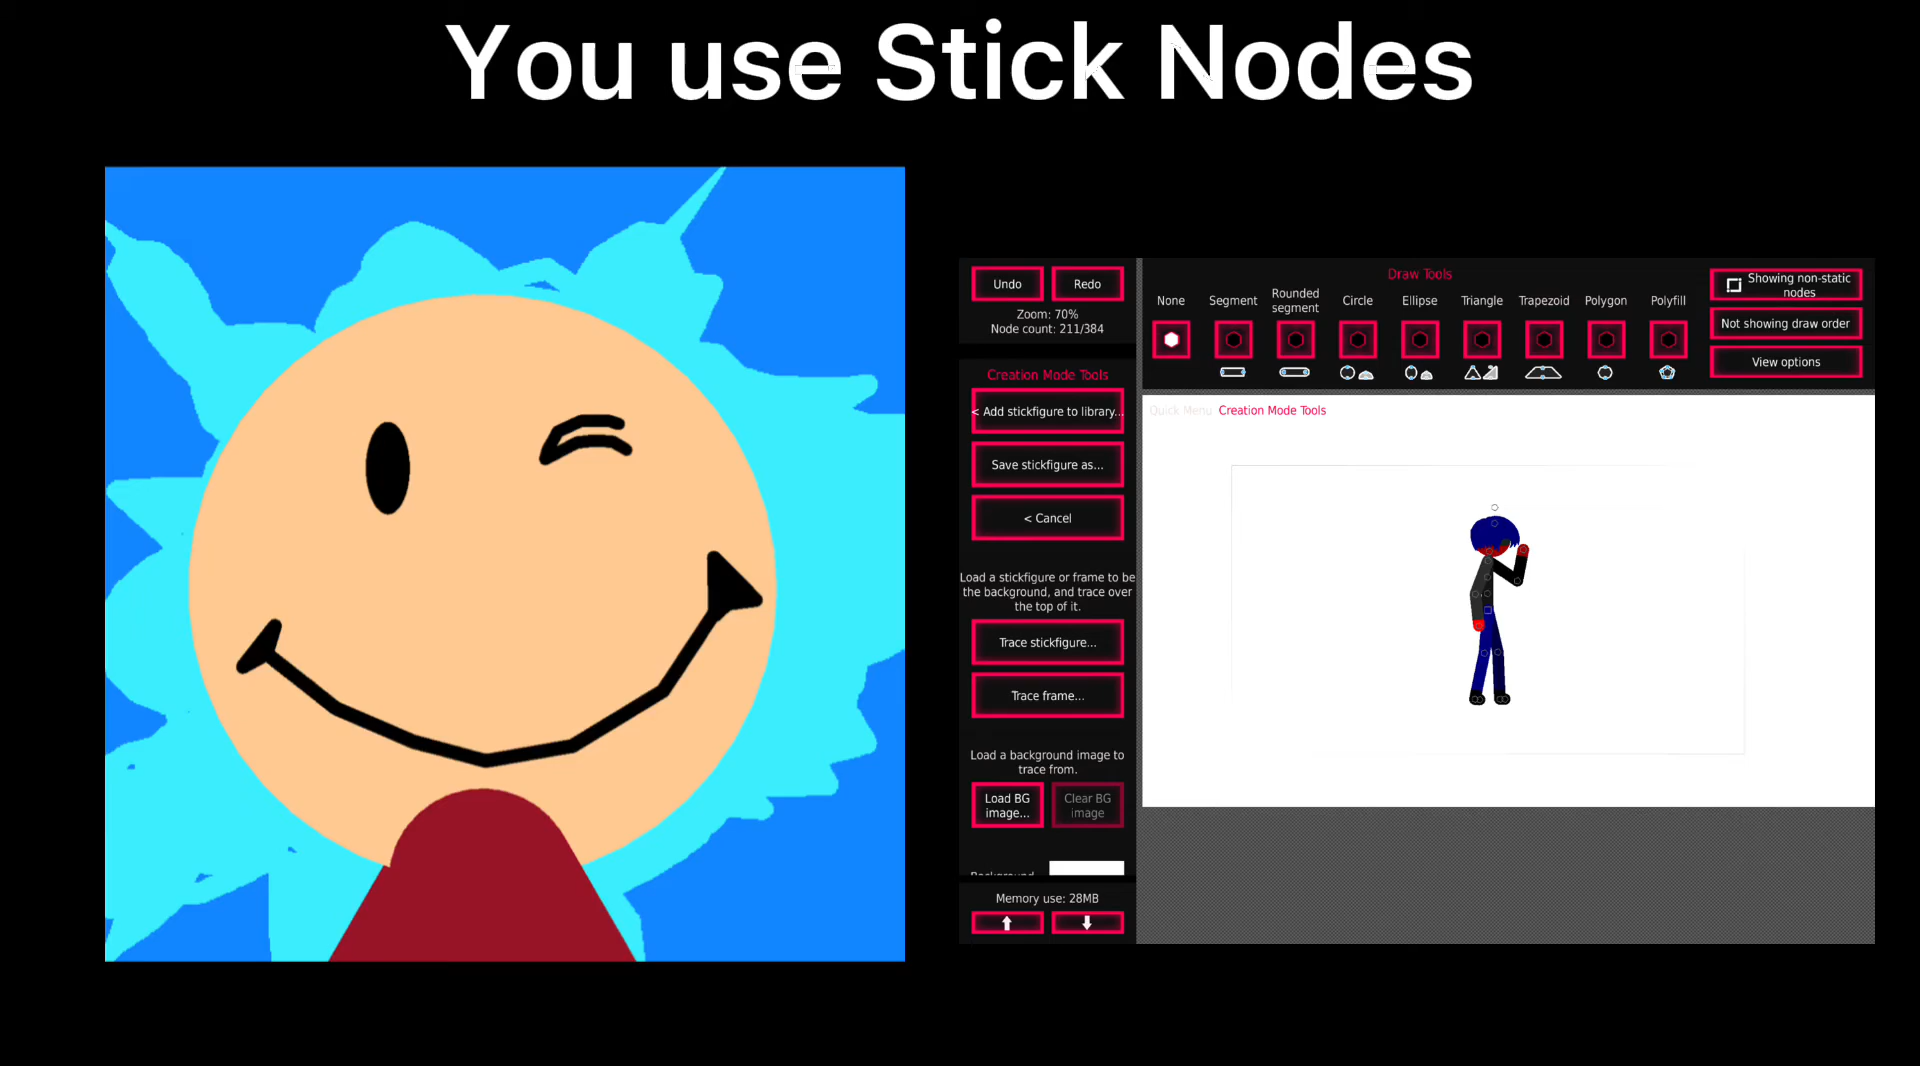 You use Stick Nodes
Undo
Redo
Zoom: 70%
Node count: 211/384
Creation Mode Tools
< Add stickfigure to library...
Save stickfigure as...
< Cancel
Load a stickfigure or frame to be
the background, and trace over
the top of it.
Trace stickfigure...
Trace frame...
Load a background image to
trace from.
Load BG
image...
Clear BG
image
Background
Memory use: 28MB
Draw Tools
None
Segment
Rounded
segment
Circle
Ellipse
Triangle
Trapezoid
Polygon
Polyfill
Showing non-static
nodes
Not showing draw order
View options
Quick Menu Creation Mode Tools